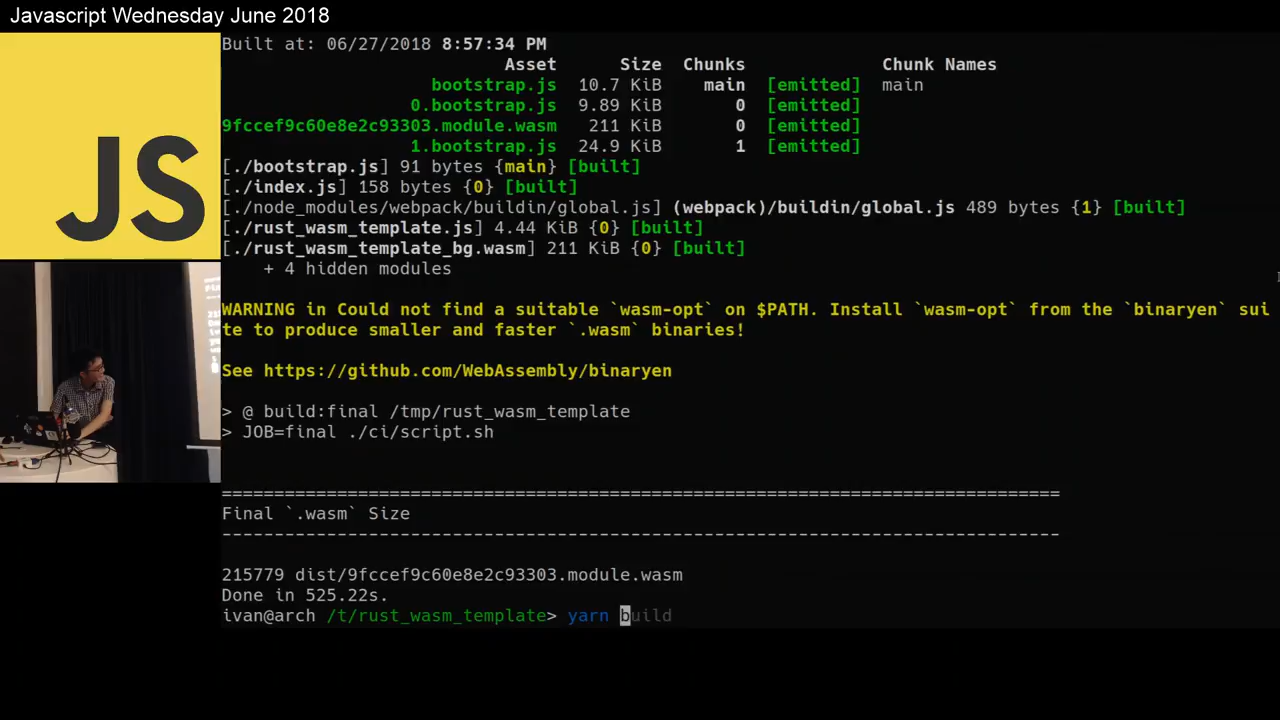 Javascript Wednesday June 2018
JS
Built at: 06/27/2018 8:57:34 PM
Asset Size Chunks Chunk Names
bootstrap.js 10.7 KiB main [emitted] main
0.bootstrap.js 9.89 KiB 0 [emitted]
9fccef9c60e8e2c93303.module.wasm 211 KiB 0 [emitted]
1.bootstrap.js 24.9 KiB 1 [emitted]
[./bootstrap.js] 91 bytes {main} [built]
[./index.js] 158 bytes {0} [built]
[./node_modules/webpack/buildin/global.js] (webpack)/buildin/global.js 489 bytes {1} [built]
[./rust_wasm_template.js] 4.44 KiB {0} [built]
[./rust_wasm_template_bg.wasm] 211 KiB {0} [built]
+ 4 hidden modules
WARNING in Could not find a suitable `wasm-opt` on $PATH. Install `wasm-opt` from the `binaryen` sui
te to produce smaller and faster `.wasm` binaries!
See https://github.com/WebAssembly/binaryen
> @ build:final /tmp/rust_wasm_template
> JOB=final ./ci/script.sh
================================================================================
Final `.wasm` Size
--------------------------------------------------------------------------------
215779 dist/9fccef9c60e8e2c93303.module.wasm
Done in 525.22s.
ivan@arch /t/rust_wasm_template> yarn build